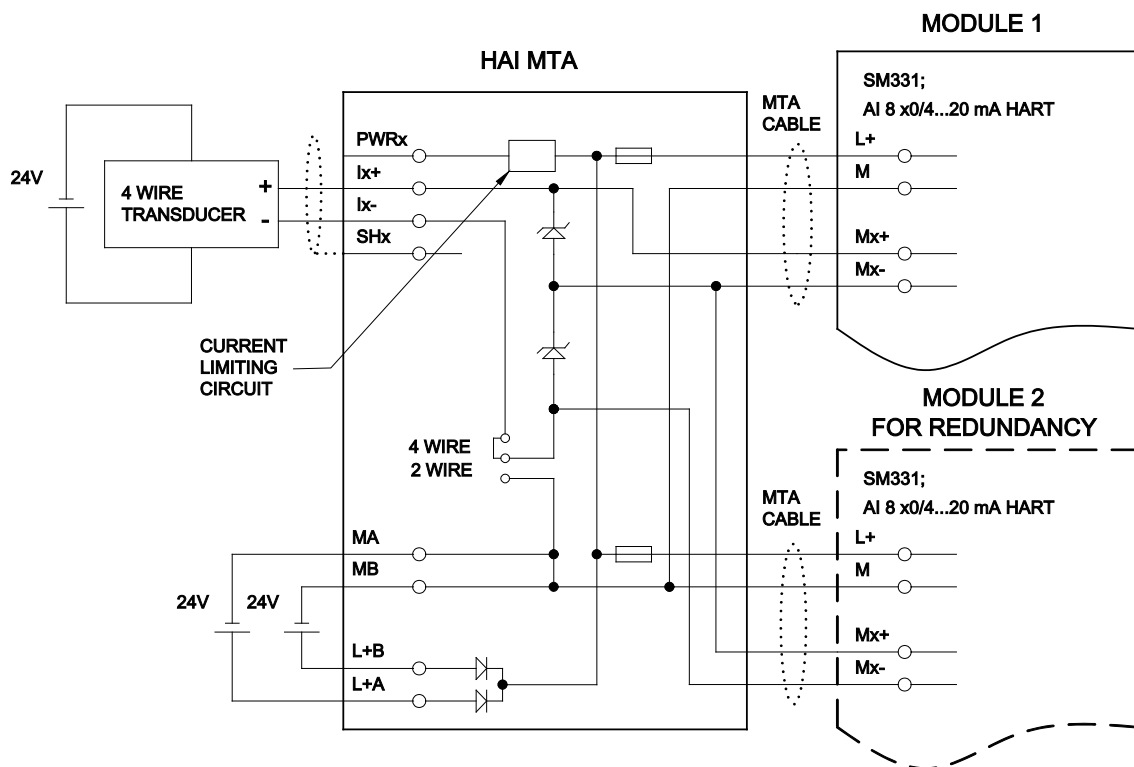 MODULE 1
HAI MTA
SM331;
AI 8 x0/4...20 mA HART
MTA
CABLE
L+
M
Mx+
Mx-
PWRx
Ix+
Ix-
SHx
24V
4 WIRE
TRANSDUCER
+
-
CURRENT
LIMITING
CIRCUIT
4 WIRE
2 WIRE
MODULE 2
FOR REDUNDANCY
SM331;
AI 8 x0/4...20 mA HART
MTA
CABLE
L+
M
Mx+
Mx-
MA
MB
24V
24V
L+B
L+A